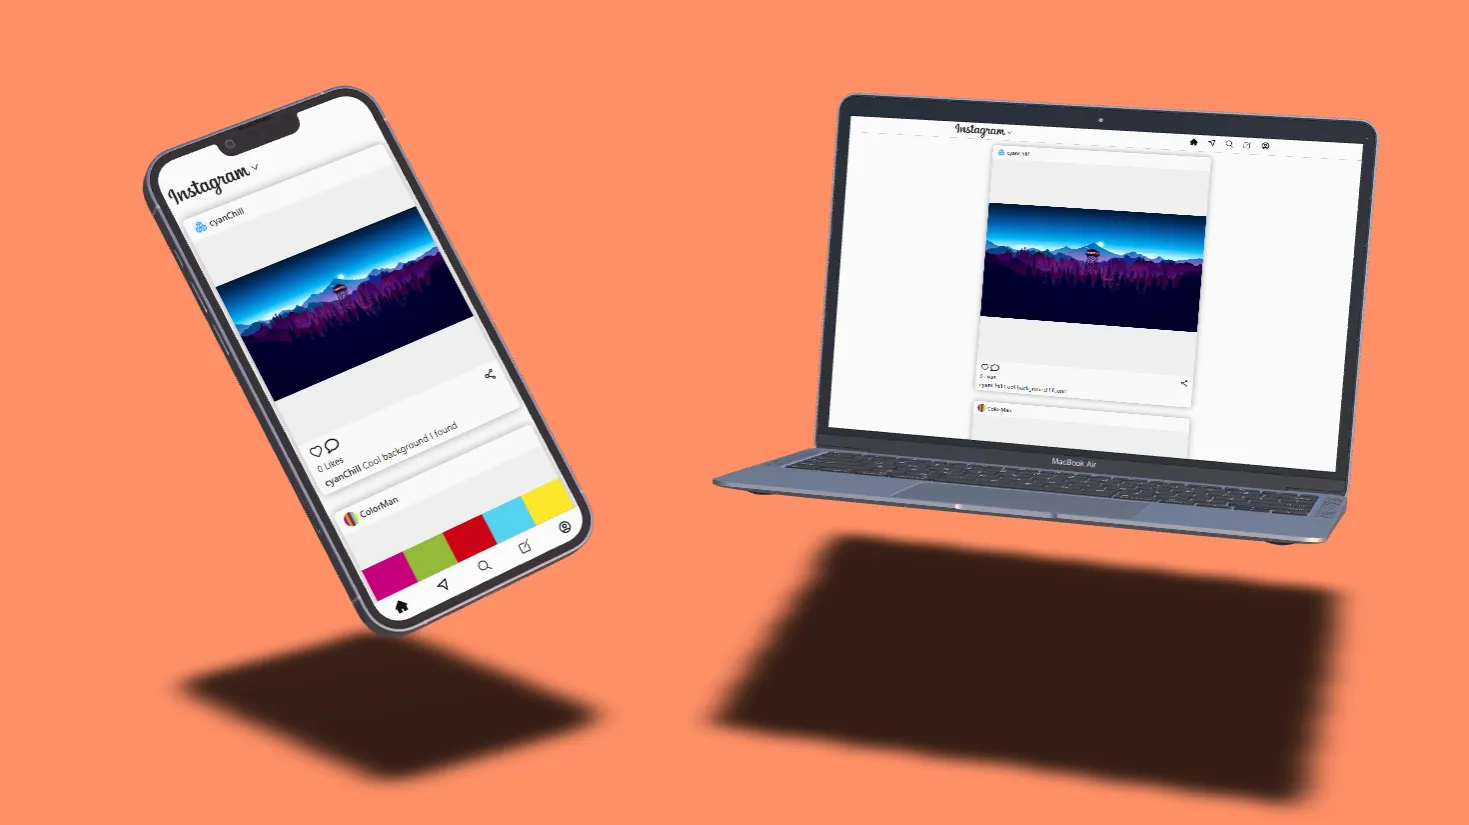 Instagram
cyanChill
0 Likes
cyanChill Cool background I found
ColorMan
Instagram
cyanChill
0 Likes
cyanChill Cool background I found
ColorMan
MacBook Air